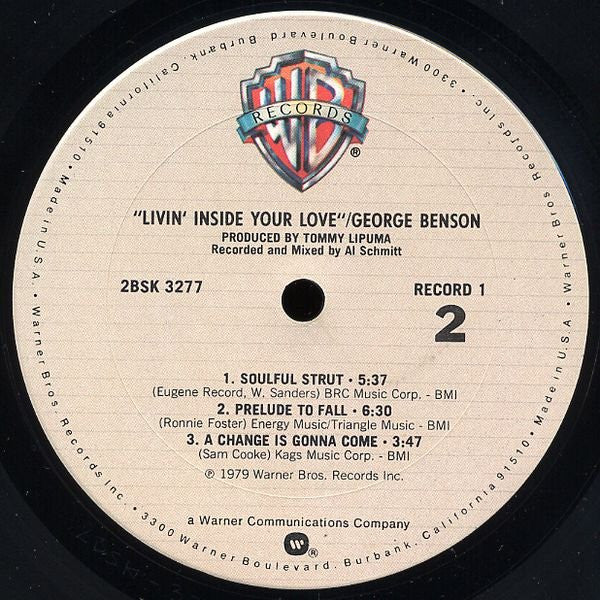 WB
RECORDS
®
"LIVIN' INSIDE YOUR LOVE"/GEORGE BENSON
PRODUCED BY TOMMY LIPUMA
Recorded and Mixed by Al Schmitt
2BSK 3277
RECORD 1
2
1. SOULFUL STRUT • 5:37
(Eugene Record, W. Sanders) BRC Music Corp. - BMI
2. PRELUDE TO FALL • 6:30
(Ronnie Foster) Energy Music/Triangle Music - BMI
3. A CHANGE IS GONNA COME • 3:47
(Sam Cooke) Kags Music Corp. - BMI
℗ 1979 Warner Bros. Records Inc.
a Warner Communications Company
®
Warner Bros. Records Inc. • 3300 Warner Boulevard, Burbank, California 91510 • Made in U.S.A. •
Warner Bros. Records Inc. • 3300 Warner Boulevard, Burbank, California 91510 • Made in U.S.A. •